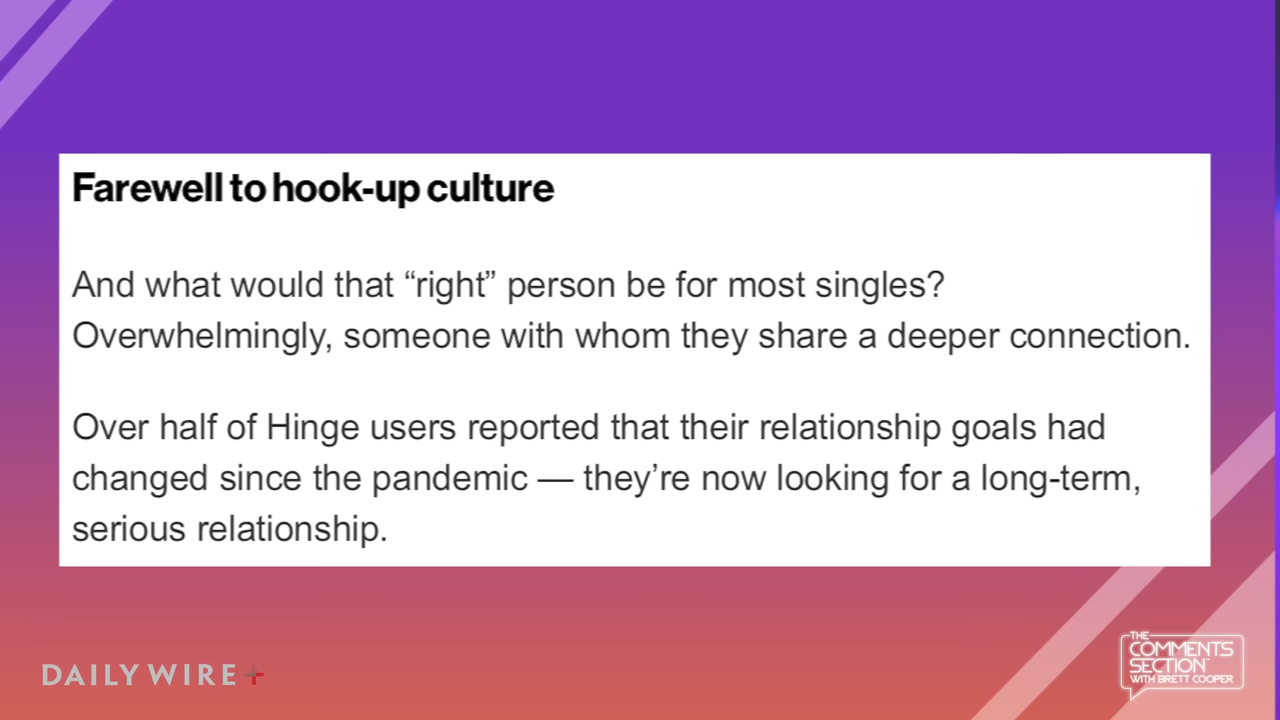 Farewell to hook-up culture
And what would that “right” person be for most singles?
Overwhelmingly, someone with whom they share a deeper connection.
Over half of Hinge users reported that their relationship goals had
changed since the pandemic — they’re now looking for a long-term,
serious relationship.
DAILY WIRE +
THE
COMMENTS
SECTION
WITH BRETT COOPER